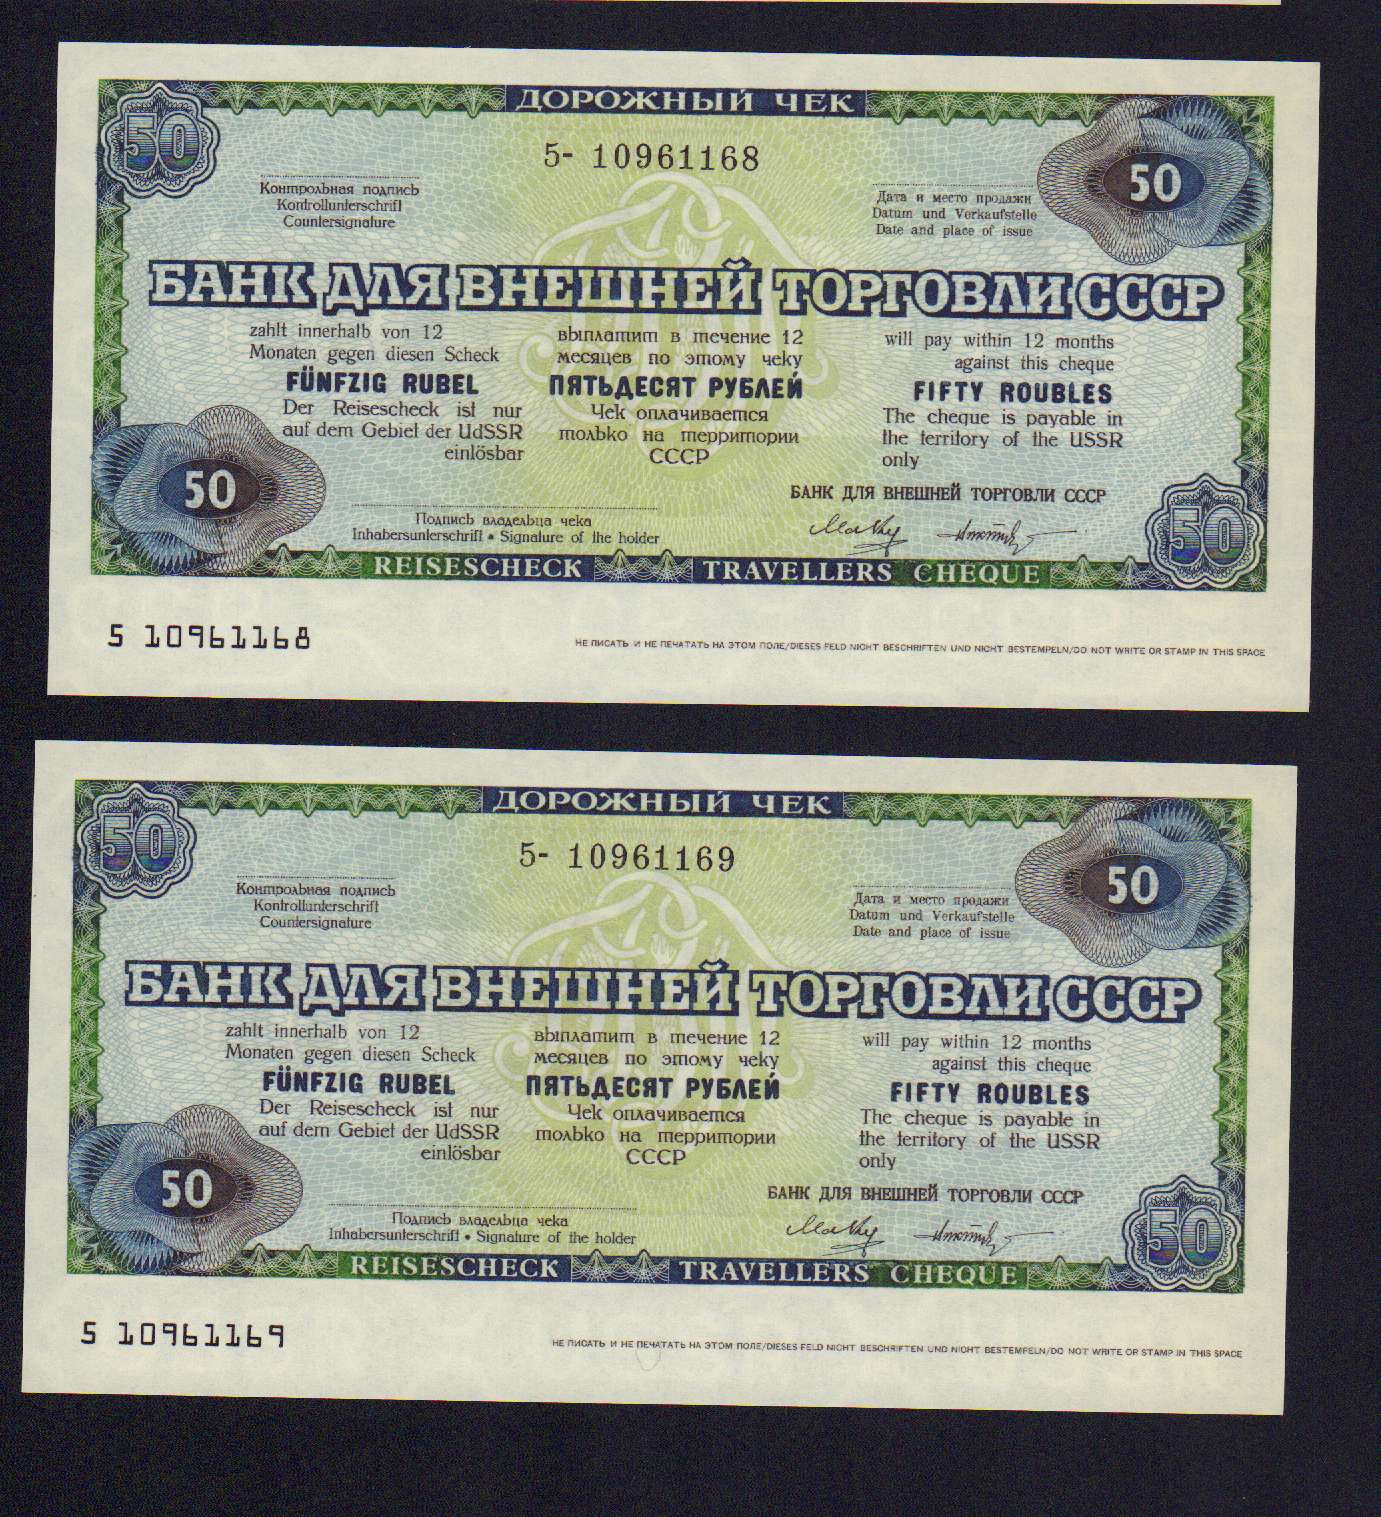 ДОРОЖНЫЙ ЧЕК
50
5- 10961168
50
Контрольная подпись
Kontrollunterschrift
Countersignature
Дата и место продажи
Datum und Verkaufstelle
Date and place of issue
БАНК ДЛЯ ВНЕШНЕЙ ТОРГОВЛИ СССР
zahlt innerhalb von 12
Monaten gegen diesen Scheck
FÜNFZIG RUBEL
Der Reisescheck ist nur
auf dem Gebiet der UdSSR
einlösbar
выплатит в течение 12
месяцев по этому чеку
ПЯТЬДЕСЯТ РУБЛЕЙ
Чек оплачивается
только на территории
СССР
will pay within 12 months
against this cheque
FIFTY ROUBLES
The cheque is payable in
the territory of the USSR
only
50
БАНК ДЛЯ ВНЕШНЕЙ ТОРГОВЛИ СССР
Подпись владельца чека
Inhabersunterschrift • Signature of the holder
50
REISESCHECK TRAVELLERS CHEQUE
5 10961168
НЕ ПИСАТЬ И НЕ ПЕЧАТАТЬ НА ЭТОМ ПОЛЕ/DIESES FELD NICHT BESCHRIFTEN UND NICHT BESTEMPELN/DO NOT WRITE OR STAMP IN THIS SPACE
ДОРОЖНЫЙ ЧЕК
50
5- 10961169
50
Контрольная подпись
Kontrollunterschrift
Countersignature
Дата и место продажи
Datum und Verkaufstelle
Date and place of issue
БАНК ДЛЯ ВНЕШНЕЙ ТОРГОВЛИ СССР
zahlt innerhalb von 12
Monaten gegen diesen Scheck
FÜNFZIG RUBEL
Der Reisescheck ist nur
auf dem Gebiet der UdSSR
einlösbar
выплатит в течение 12
месяцев по этому чеку
ПЯТЬДЕСЯТ РУБЛЕЙ
Чек оплачивается
только на территории
СССР
will pay within 12 months
against this cheque
FIFTY ROUBLES
The cheque is payable in
the territory of the USSR
only
50
БАНК ДЛЯ ВНЕШНЕЙ ТОРГОВЛИ СССР
Подпись владельца чека
Inhabersunterschrift • Signature of the holder
50
REISESCHECK TRAVELLERS CHEQUE
5 10961169
НЕ ПИСАТЬ И НЕ ПЕЧАТАТЬ НА ЭТОМ ПОЛЕ/DIESES FELD NICHT BESCHRIFTEN UND NICHT BESTEMPELN/DO NOT WRITE OR STAMP IN THIS SPACE